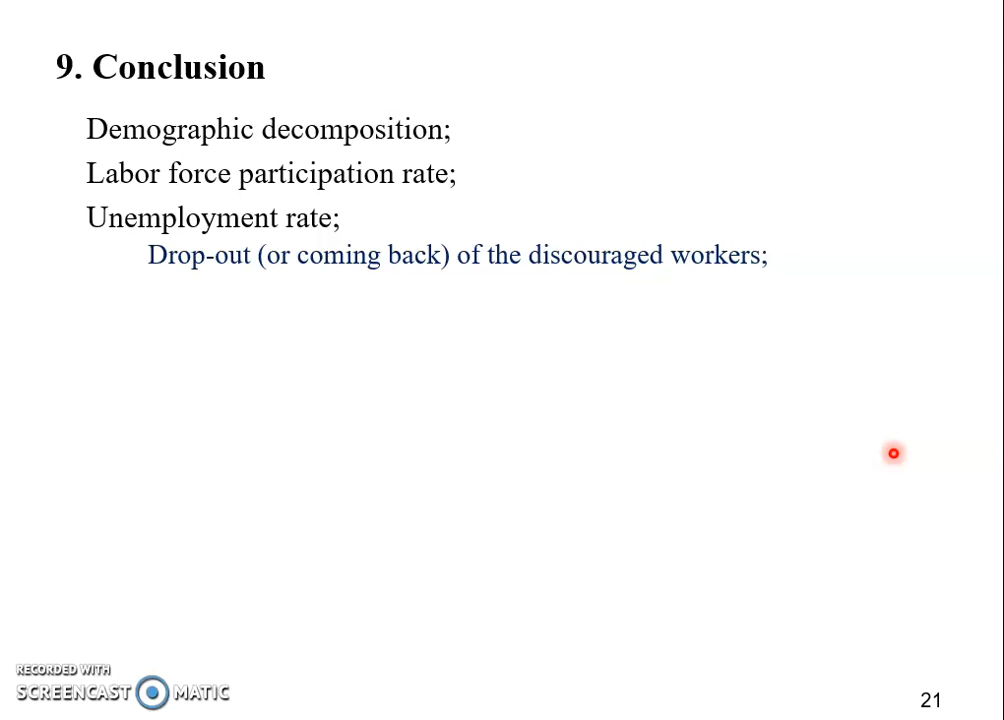 9. Conclusion
Demographic decomposition;
Labor force participation rate;
Unemployment rate;
Drop-out (or coming back) of the discouraged workers;
RECORDED WITH
SCREENCAST MATIC
21